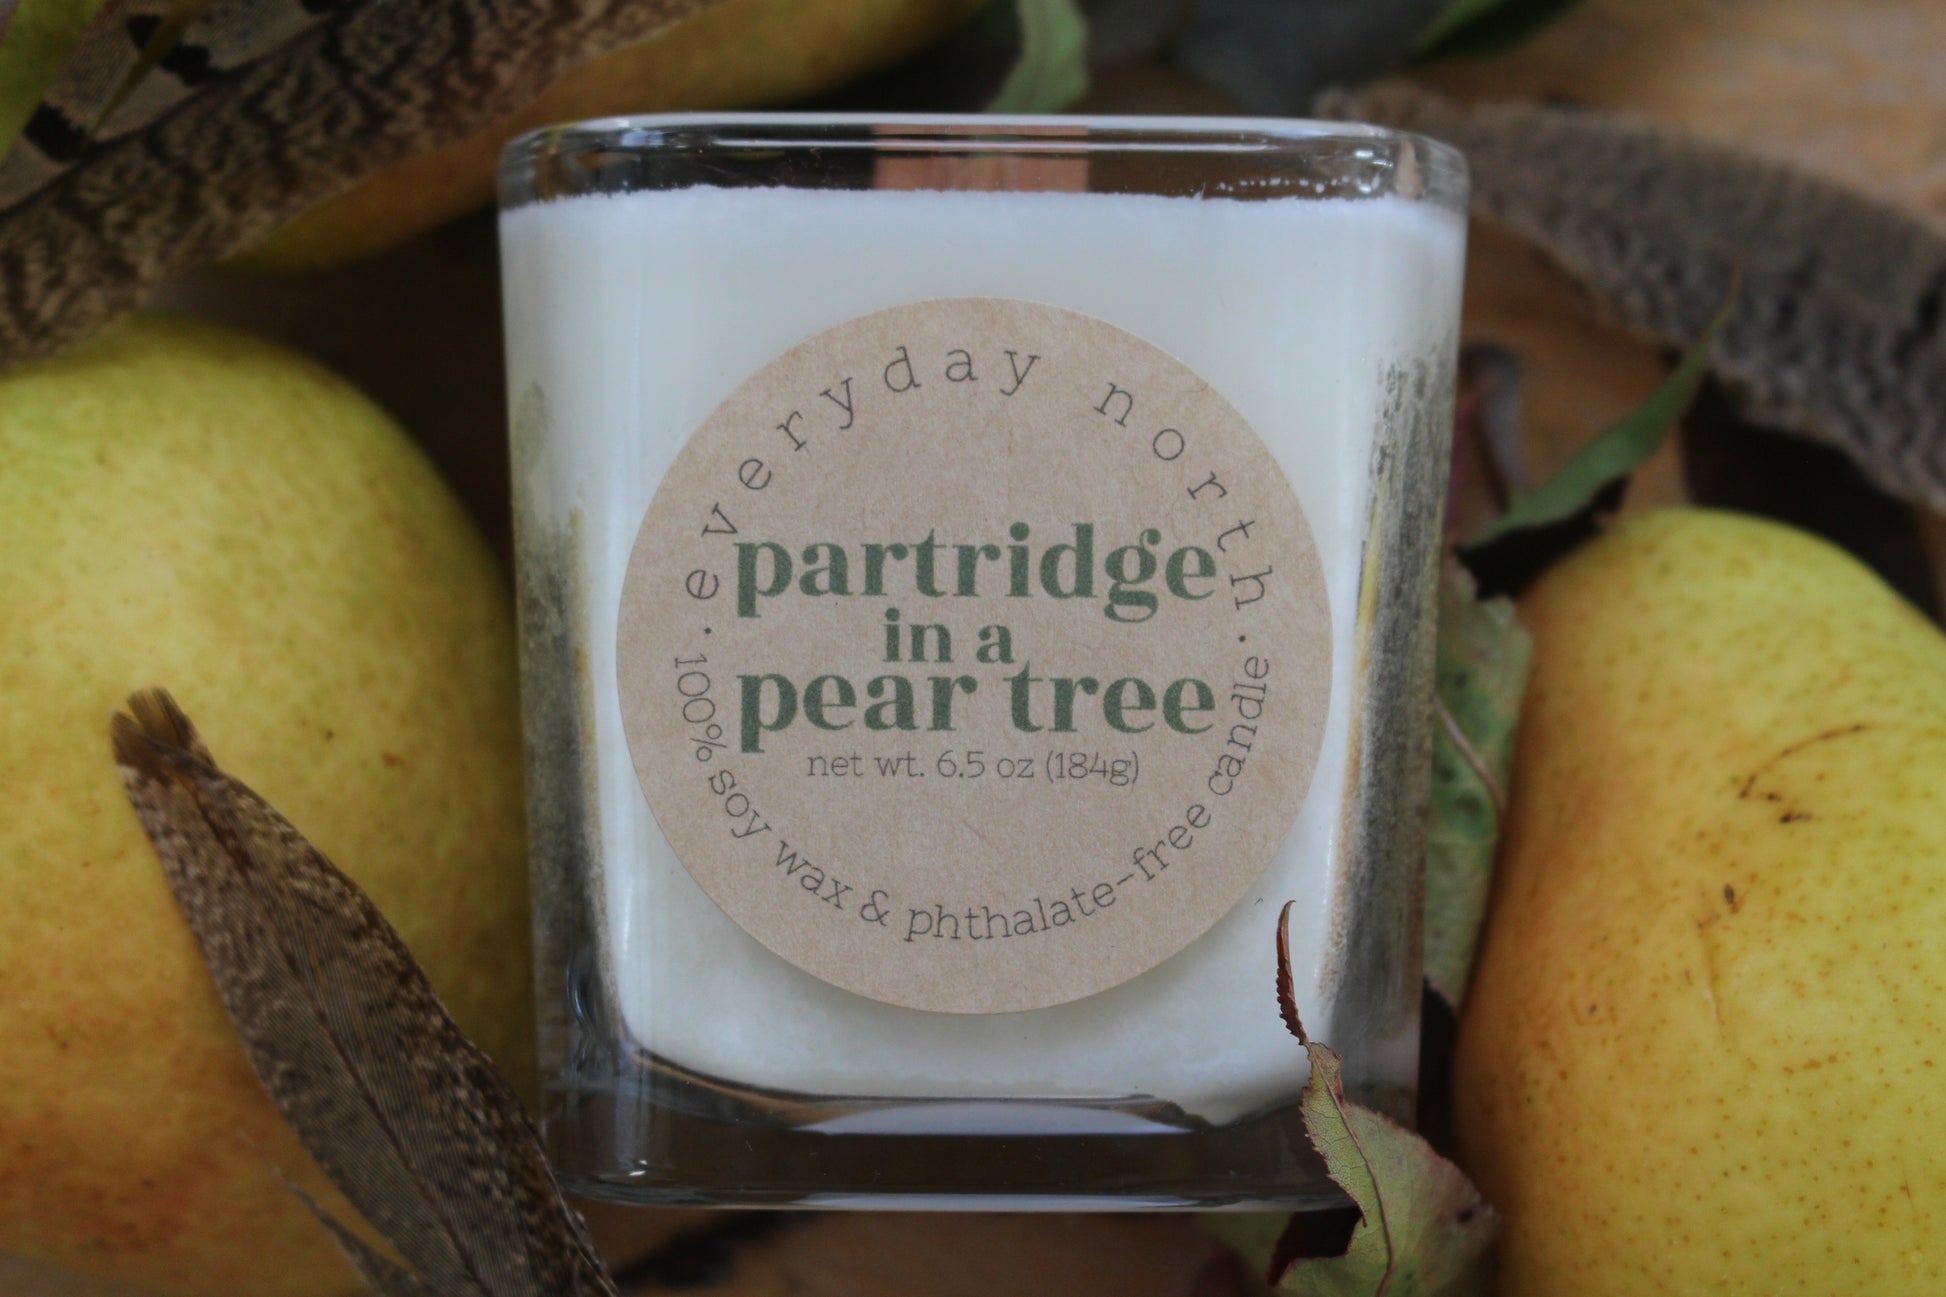 everyday north
partridge
in a
pear tree
net wt. 6.5 oz (184g)
100% soy wax & phthalate-free candle